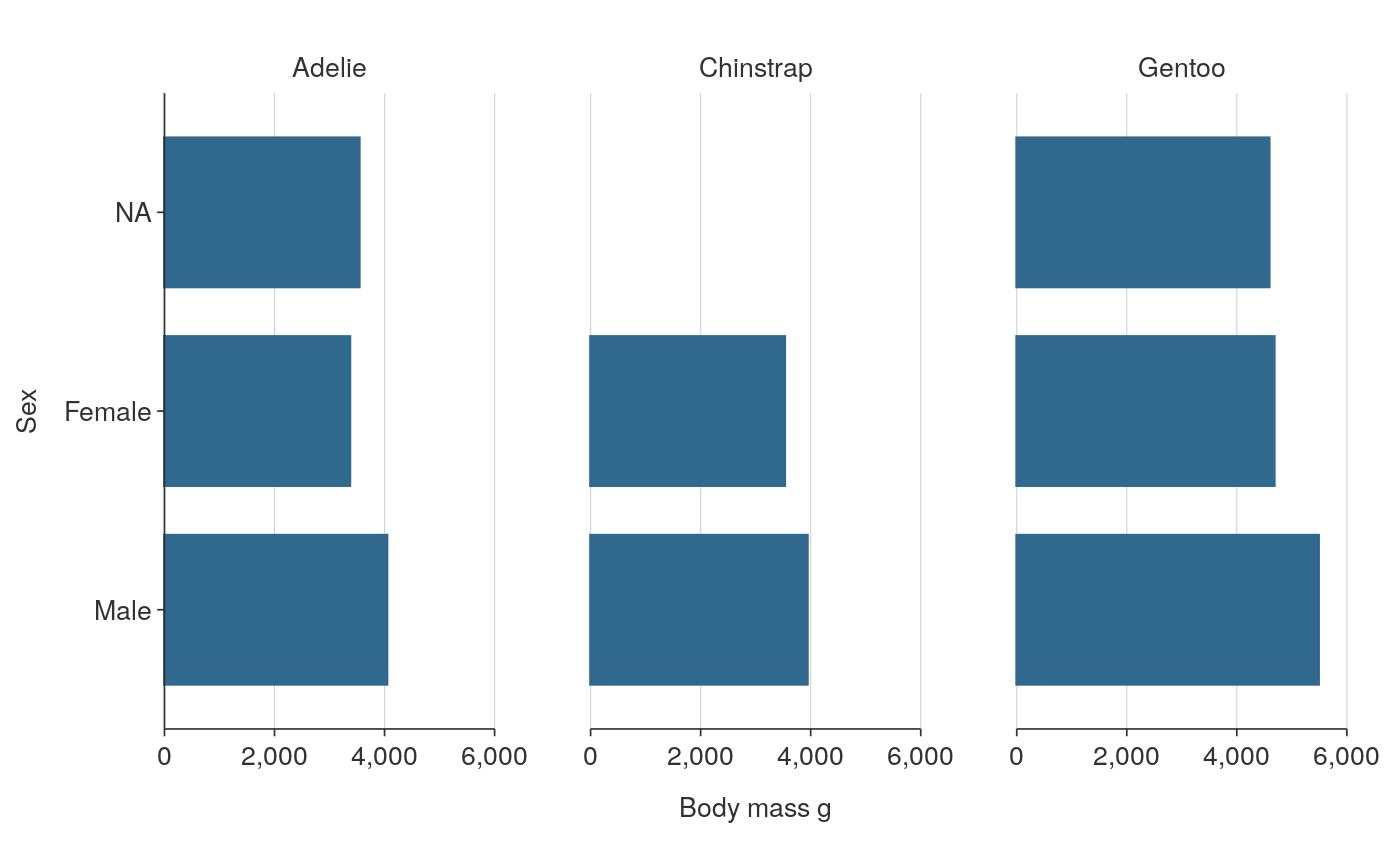 Adelie Chinstrap Gentoo
NA
Female
Male
Sex
0 2,000 4,000 6,000 0 2,000 4,000 6,000 0 2,000 4,000 6,000
Body mass g